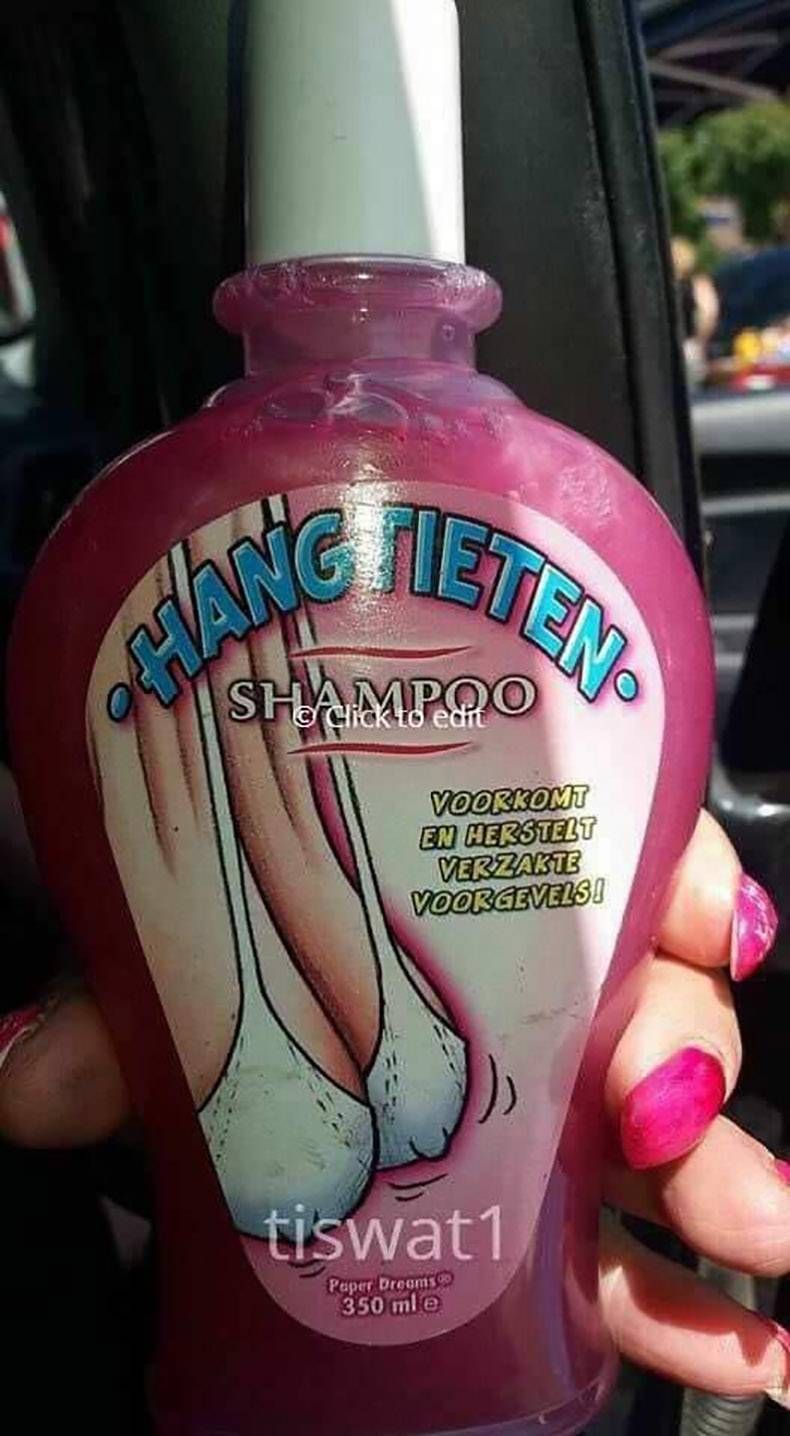 •HANGTIETEN•
SHAMPOO
© Click to edit
VOORKOMT
EN HERSTELT
VERZAKTE
VOORGEVELS!
tiswat1
Paper Dreams®
350 ml e